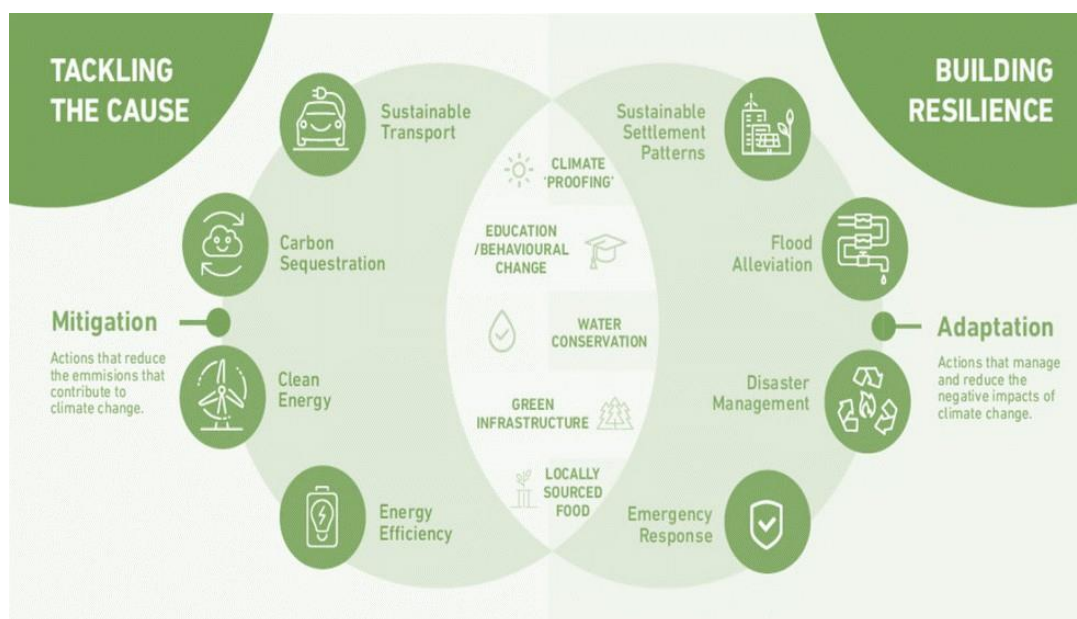 TACKLING
THE CAUSE
BUILDING
RESILIENCE
Sustainable
Transport
Carbon
Sequestration
Mitigation
Actions that reduce
the emmisions that
contribute to
climate change.
Clean
Energy
Energy
Efficiency
CLIMATE
'PROOFING'
EDUCATION
/BEHAVIOURAL
CHANGE
WATER
CONSERVATION
GREEN
INFRASTRUCTURE
LOCALLY
SOURCED
FOOD
Sustainable
Settlement
Patterns
Flood
Alleviation
Adaptation
Actions that manage
and reduce the
negative impacts of
climate change.
Disaster
Management
Emergency
Response